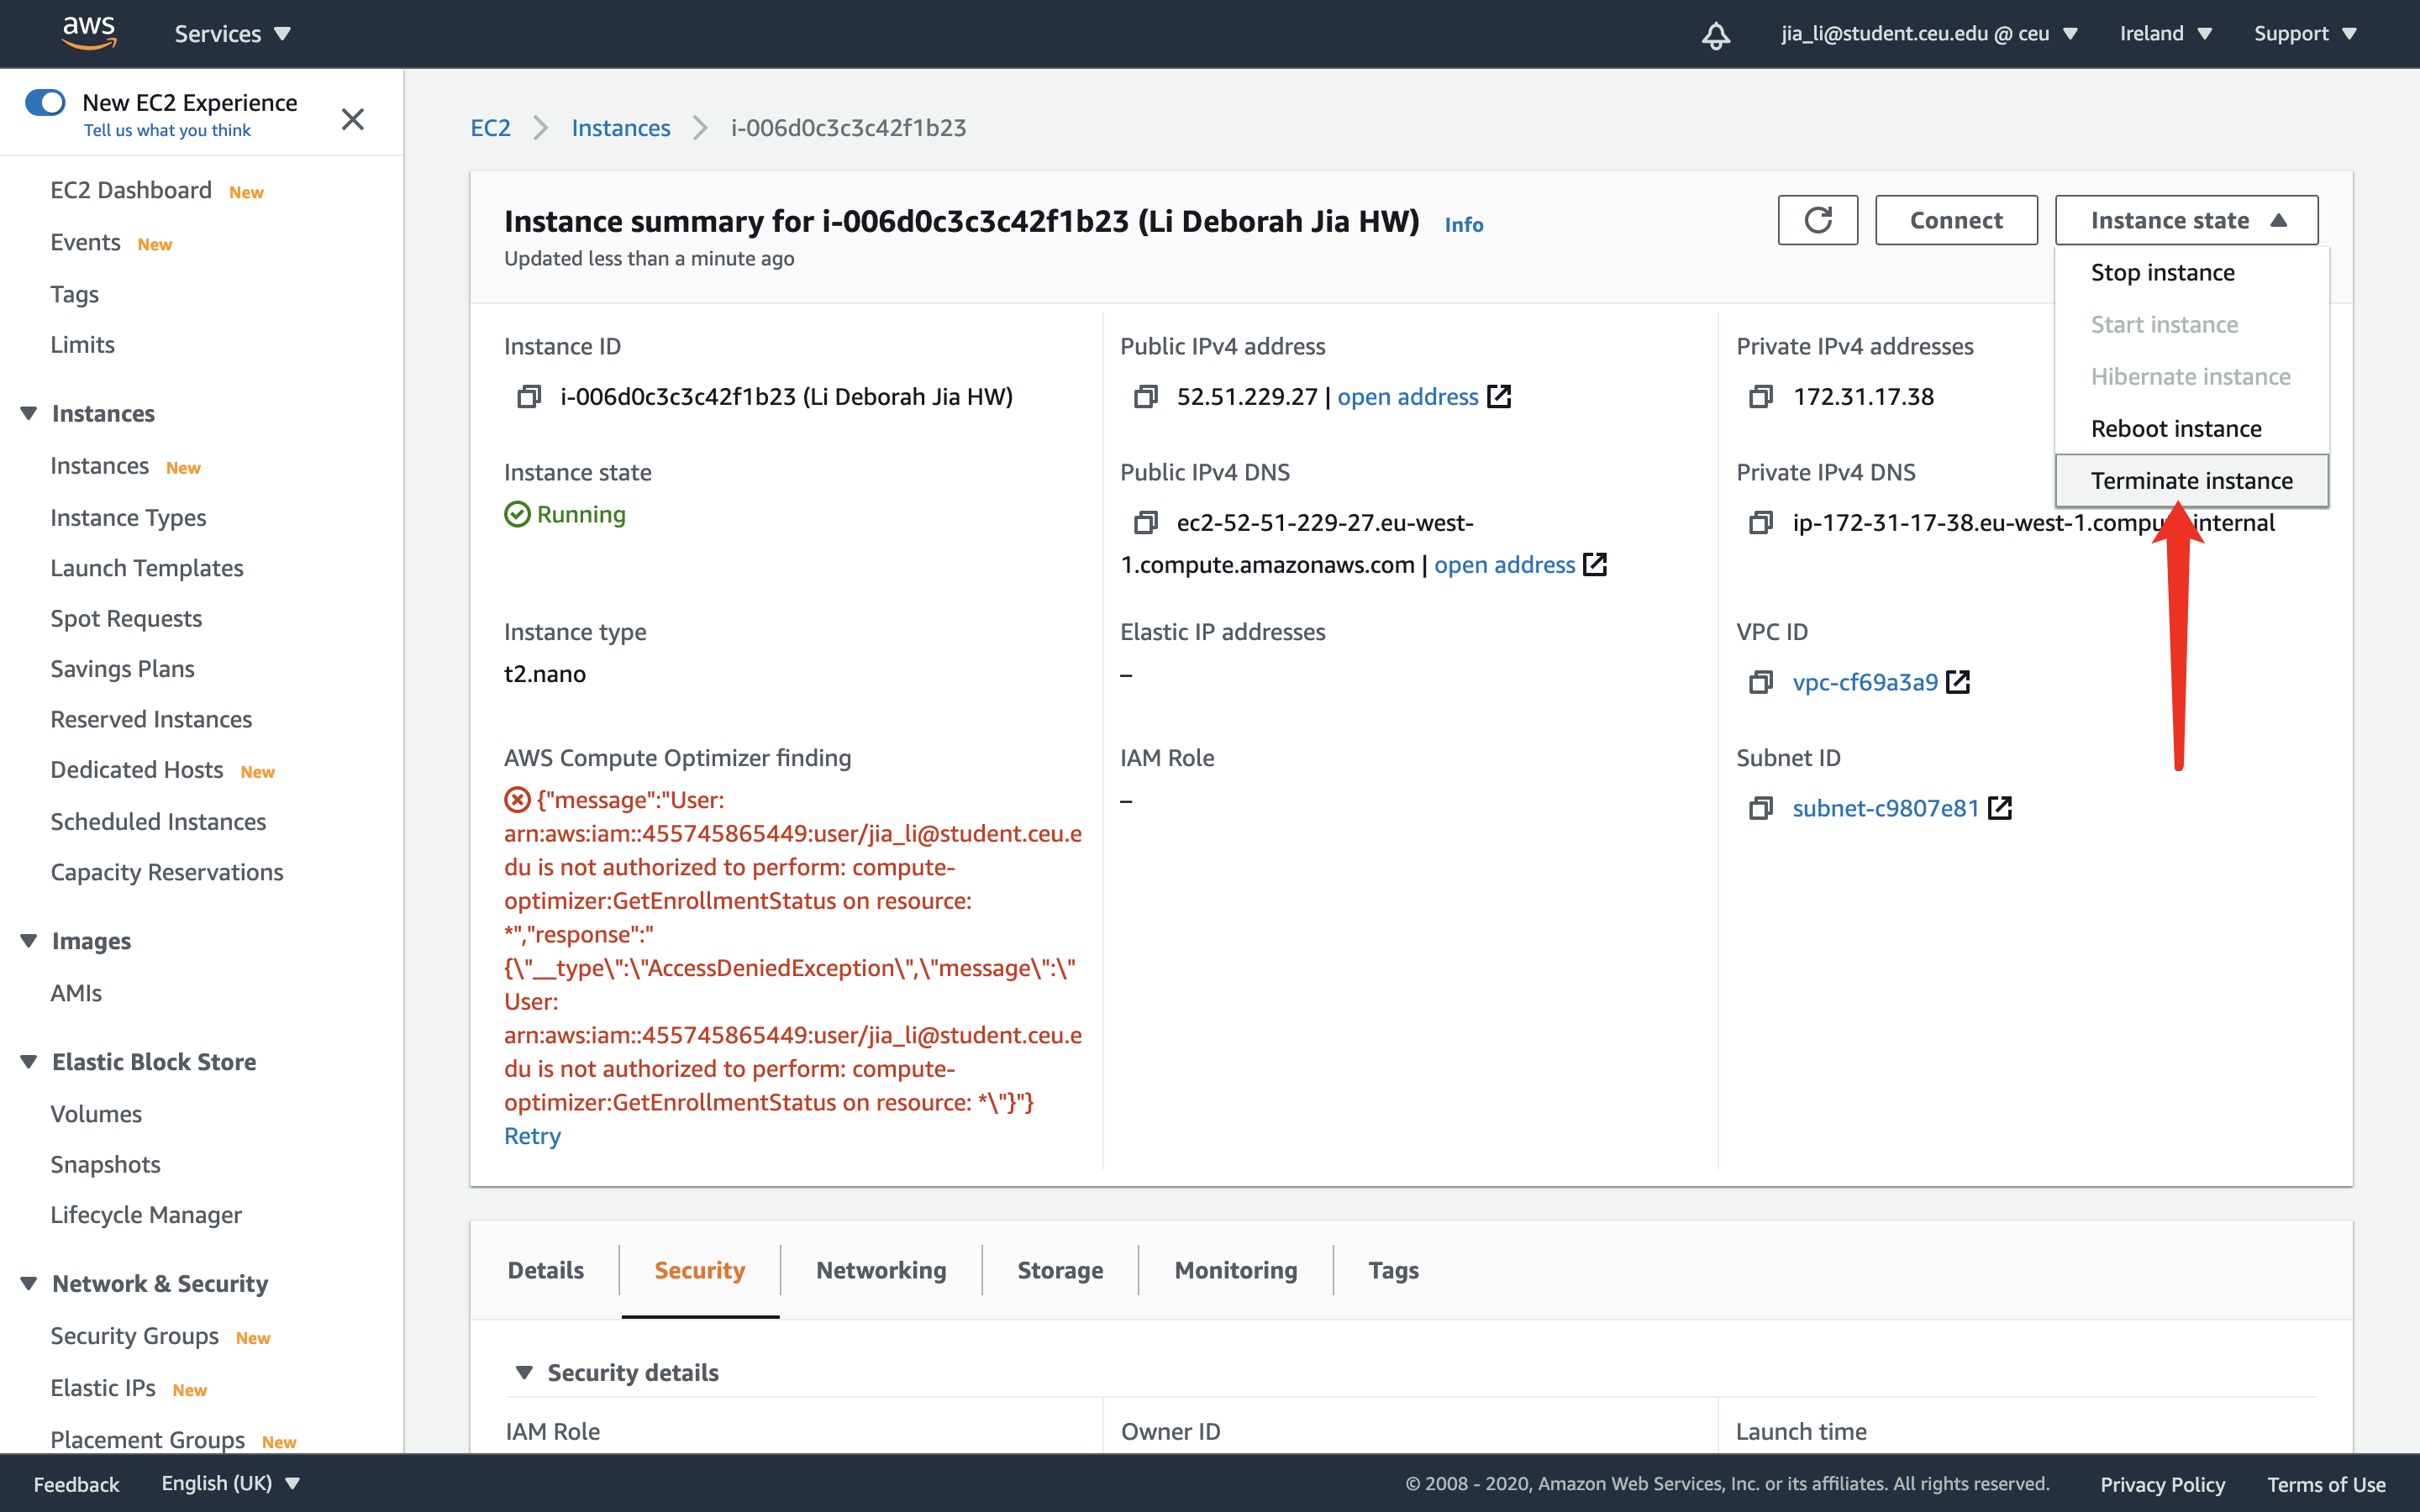 aws
Services
jia_li@student.ceu.edu @ ceu
Ireland
Support
New EC2 Experience
Tell us what you think
EC2 Dashboard New
Events New
Tags
Limits
Instances
Instances New
Instance Types
Launch Templates
Spot Requests
Savings Plans
Reserved Instances
Dedicated Hosts New
Scheduled Instances
Capacity Reservations
Images
AMIs
Elastic Block Store
Volumes
Snapshots
Lifecycle Manager
Network & Security
Security Groups New
Elastic IPs New
Placement Groups New
EC2 > Instances > i-006d0c3c3c42f1b23
Instance summary for i-006d0c3c3c42f1b23 (Li Deborah Jia HW) Info
Updated less than a minute ago
Connect
Instance state
Stop instance
Start instance
Hibernate instance
Reboot instance
Terminate instance
Instance ID
i-006d0c3c3c42f1b23 (Li Deborah Jia HW)
Public IPv4 address
52.51.229.27 | open address
Private IPv4 addresses
172.31.17.38
Instance state
Running
Public IPv4 DNS
ec2-52-51-229-27.eu-west-
1.compute.amazonaws.com | open address
Private IPv4 DNS
ip-172-31-17-38.eu-west-1.compu internal
Instance type
t2.nano
Elastic IP addresses
–
VPC ID
vpc-cf69a3a9
AWS Compute Optimizer finding
{"message":"User:
arn:aws:iam::455745865449:user/jia_li@student.ceu.e
du is not authorized to perform: compute-
optimizer:GetEnrollmentStatus on resource:
*","response":"
{\"__type\":\"AccessDeniedException\",\"message\":\"
User:
arn:aws:iam::455745865449:user/jia_li@student.ceu.e
du is not authorized to perform: compute-
optimizer:GetEnrollmentStatus on resource: *\"}"}
Retry
IAM Role
–
Subnet ID
subnet-c9807e81
Details
Security
Networking
Storage
Monitoring
Tags
Security details
IAM Role
Owner ID
Launch time
Feedback
English (UK)
© 2008 - 2020, Amazon Web Services, Inc. or its affiliates. All rights reserved.
Privacy Policy
Terms of Use